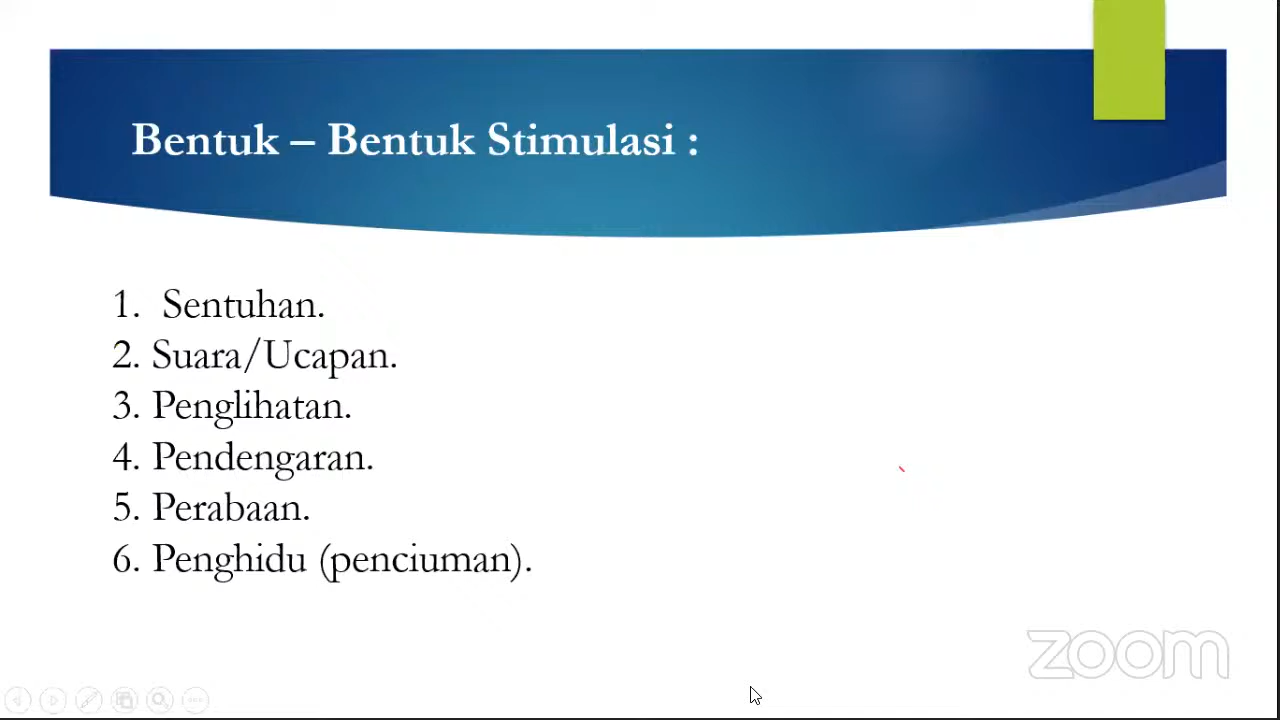 Bentuk – Bentuk Stimulasi :
1. Sentuhan.
2. Suara/Ucapan.
3. Penglihatan.
4. Pendengaran.
5. Perabaan.
6. Penghidu (penciuman).
zoom